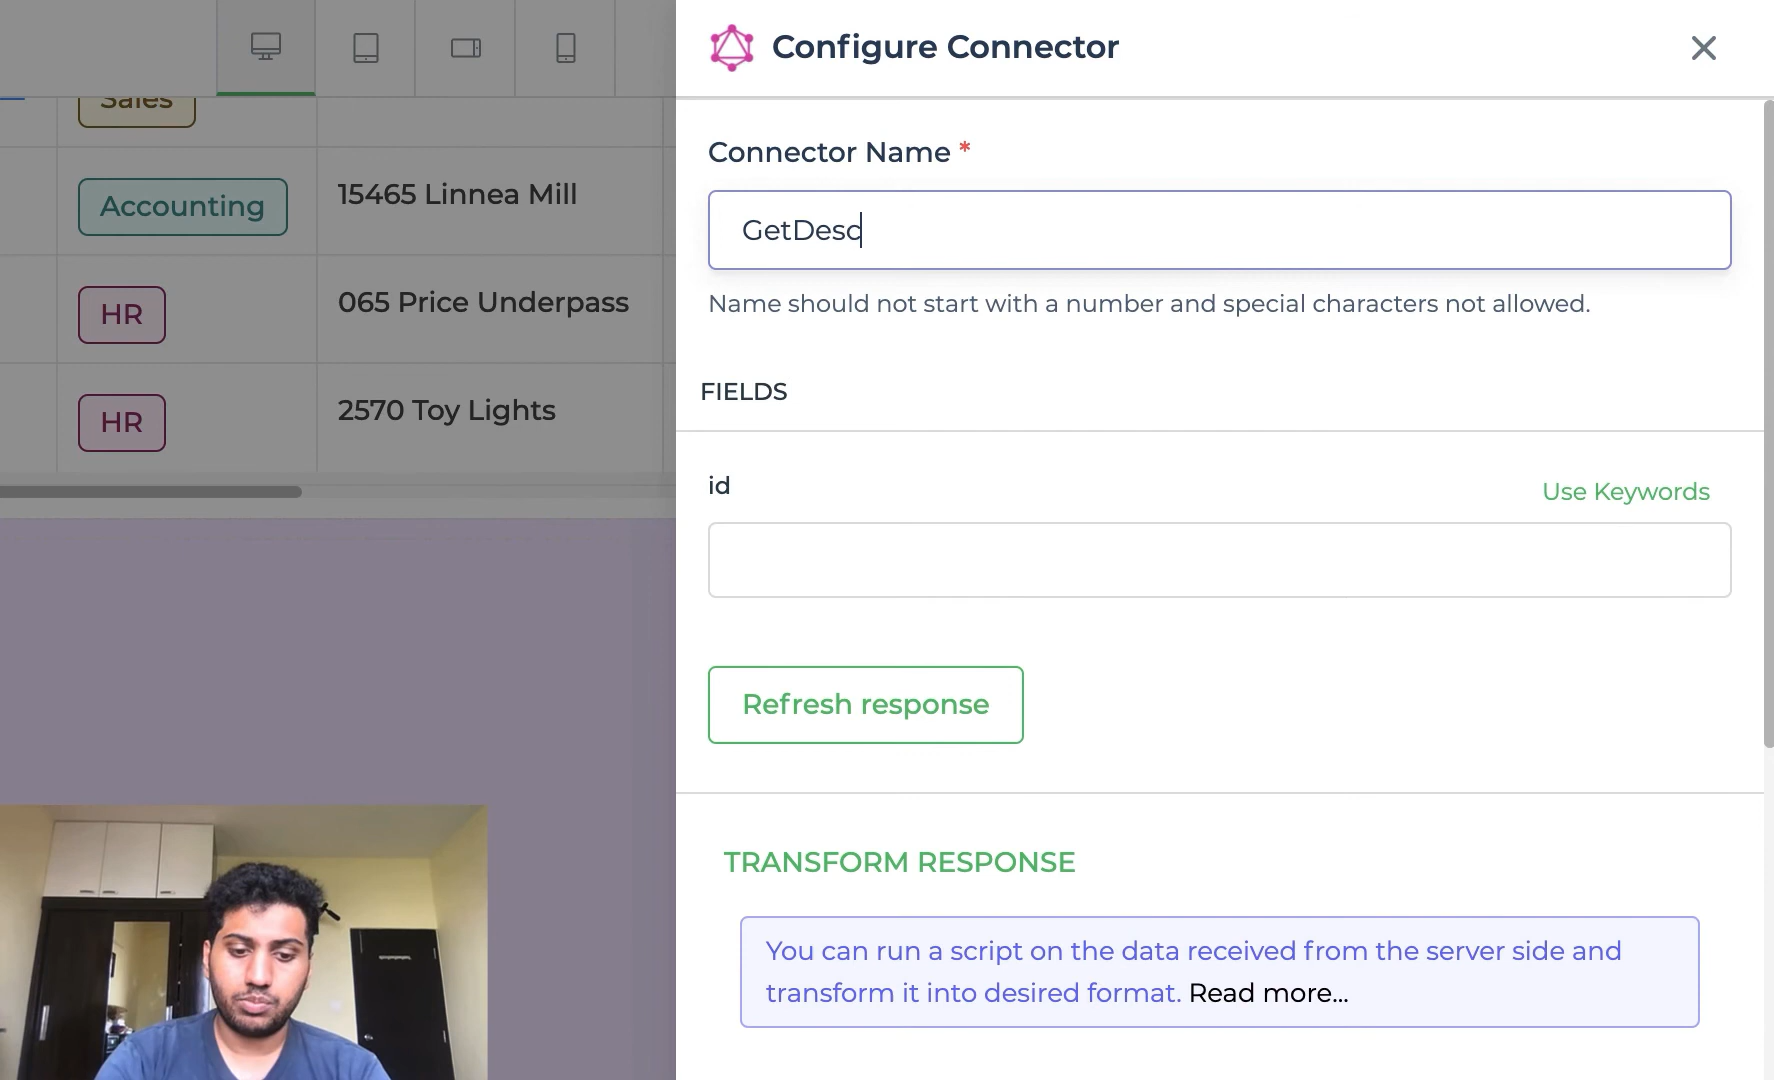 Sales
Accounting
15465 Linnea Mill
HR
065 Price Underpass
HR
2570 Toy Lights
Configure Connector
Connector Name *
GetDesc
Name should not start with a number and special characters not allowed.
FIELDS
id
Use Keywords
Refresh response
TRANSFORM RESPONSE
You can run a script on the data received from the server side and
transform it into desired format. Read more...